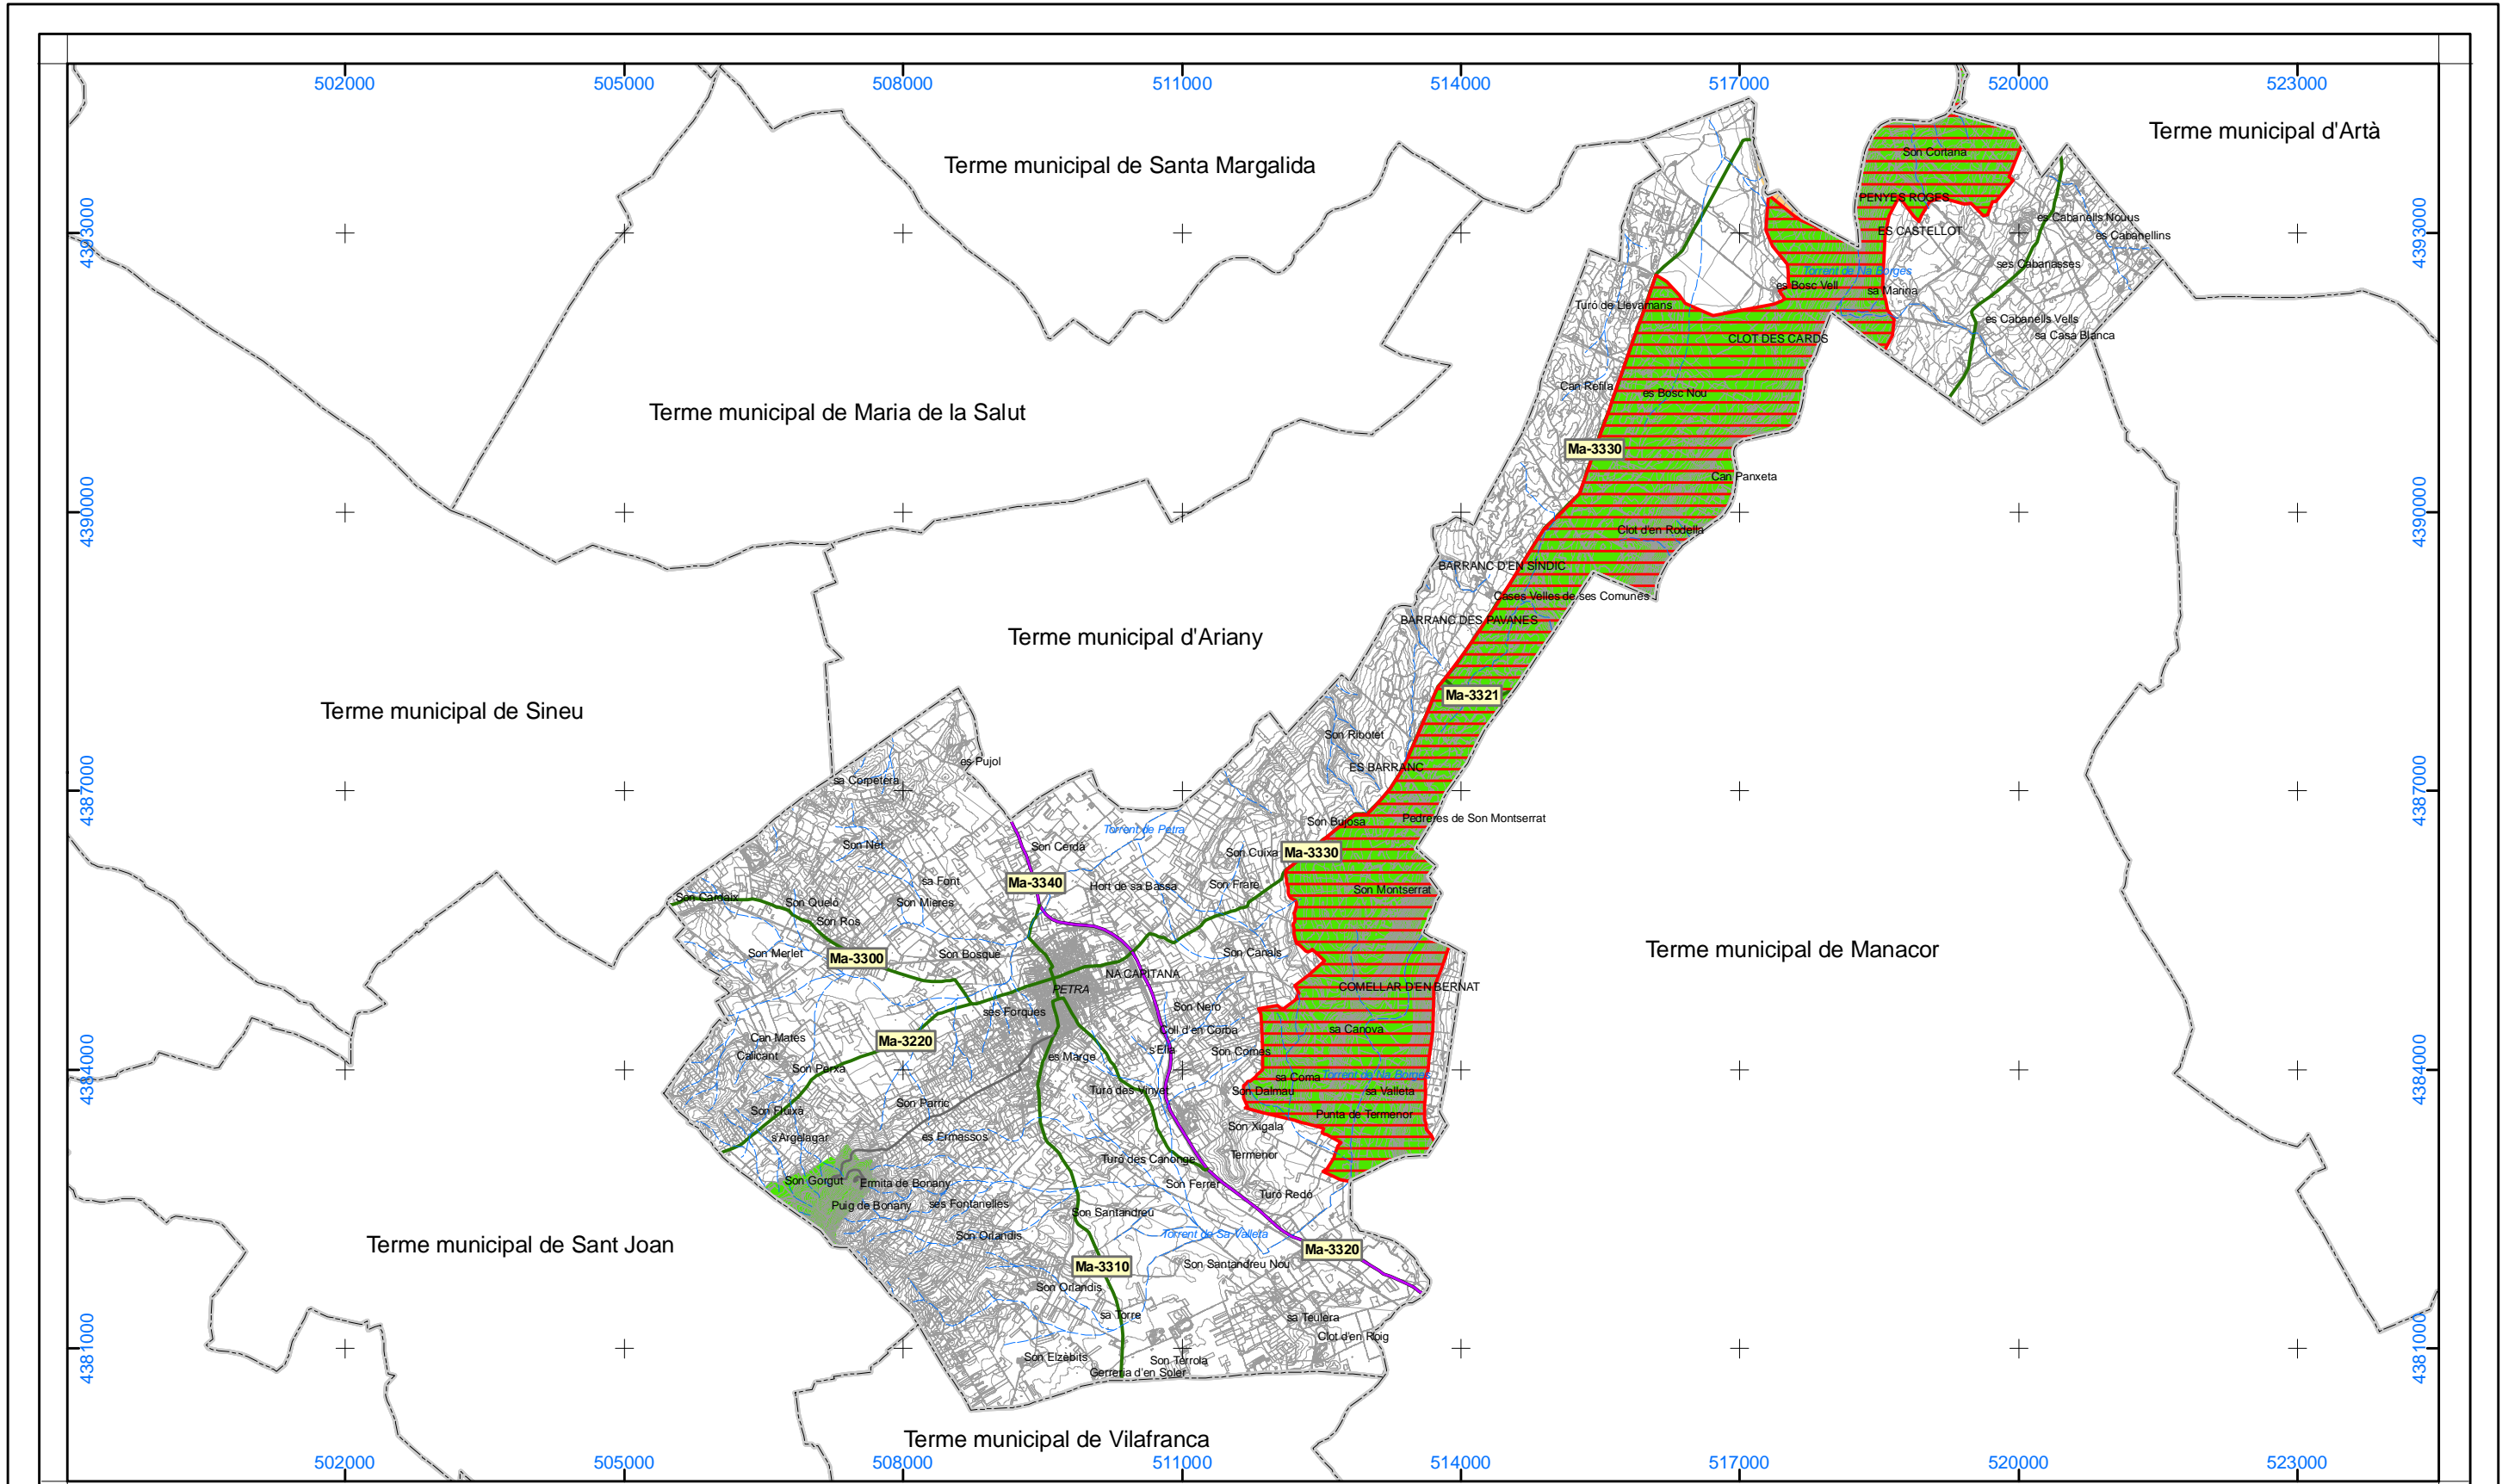 502000 505000 508000 511000 514000 517000 520000 523000
Terme municipal d'Artà
Terme municipal de Santa Margalida
Son Cortana
PENYES ROGES
4393000
es Cabanells Nous
ES CASTELLOT
es Cabanellins
4393000
ses Cabanasses
Torrent de Na Borges
es Bosc Vell
sa Marina
Turó de Llevamans
es Cabanells Vells
sa Casa Blanca
CLOT DES CARDS
Can Refila
es Bosc Nou
Terme municipal de Maria de la Salut
Ma-3330
Can Panxeta
4390000
Clot d'en Rodella
4390000
BARRANC D'EN SÍNDIC
Cases Velles de ses Comunes
BARRANC DES PAVANES
Terme municipal d'Ariany
Ma-3321
Terme municipal de Sineu
Son Ribotet
es Pujol
ES BARRANC
sa Corpetera
4387000
4387000
Pedreres de Son Montserrat
Son Bujosa
Torrent de Petra
Son Net
Son Cerdà
Son Cuixa
Ma-3330
sa Font
Ma-3340
Hort de sa Bassa
Son Frare
Son Montserrat
Son Cardaix
Son Queló
Son Mieres
Son Ros
Son Merlet
Ma-3300
Son Bosque
Son Canals
Terme municipal de Manacor
NA CAPITANA
PETRA
COMELLAR D'EN BERNAT
Son Nero
ses Forques
Coll d'en Corba
sa Canova
Can Mates
Ma-3220
s'Ella
Son Comes
Calicant
es Marge
4384000
Son Perxa
sa Coma
Torrent de Na Borges
4384000
Turó des Vinyer
Son Dalmau
sa Valleta
Son Fluixà
Son Parric
Punta de Termenor
Son Xigala
s'Argelagar
es Ermassos
Termenor
Turó des Canonge
Son Gorgut
Ermita de Bonany
Son Ferrer
Turó Redó
Puig de Bonany
ses Fontanelles
Son Santandreu
Torrent de Sa Valleta
Son Orlandis
Terme municipal de Sant Joan
Ma-3320
Ma-3310
Son Santandreu Nou
Son Orlandis
sa Torre
sa Teulera
4381000
Clot d'en Roig
4381000
Son Elzèbits
Son Terrola
Gerreria d'en Soler
Terme municipal de Vilafranca
502000 505000 508000 511000 514000 517000 520000 523000